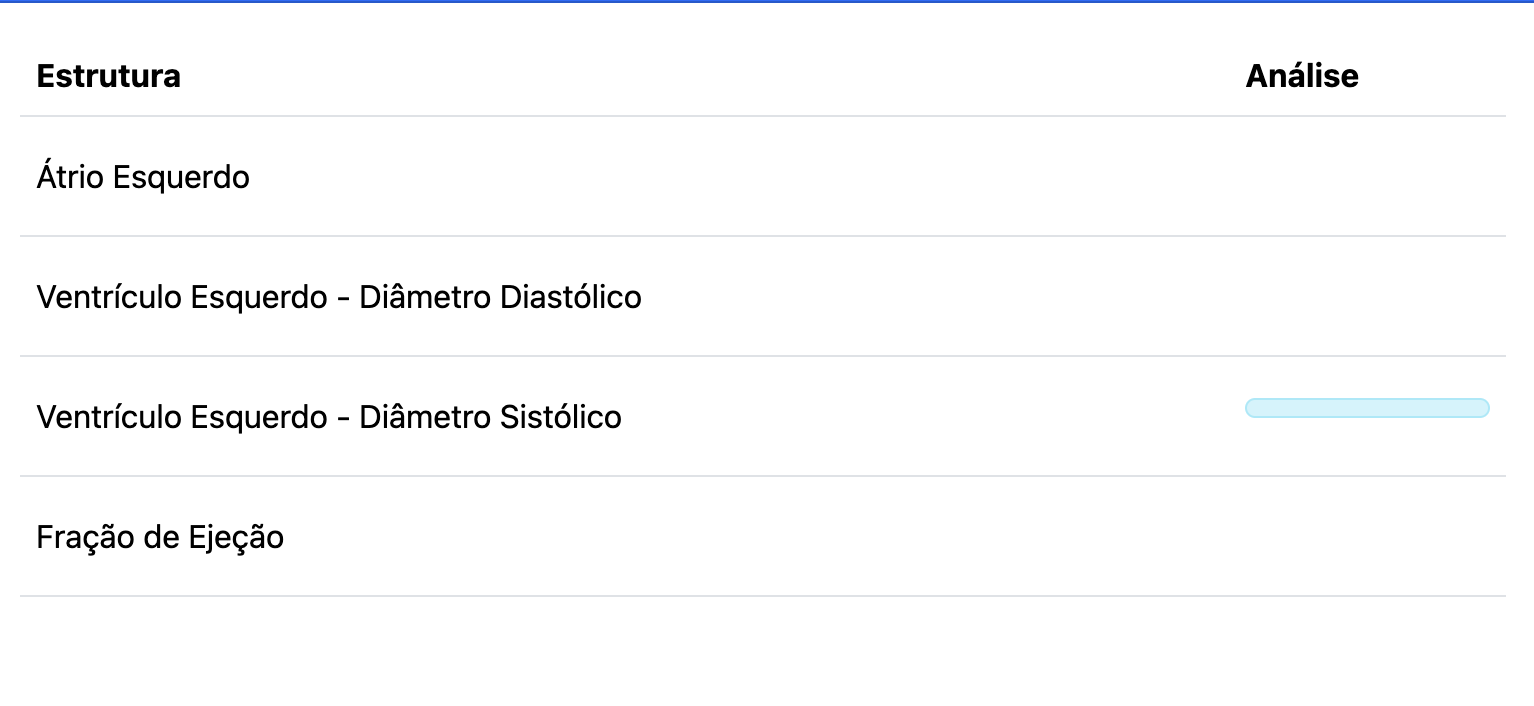 Estrutura Análise
Átrio Esquerdo
Ventrículo Esquerdo - Diâmetro Diastólico
Ventrículo Esquerdo - Diâmetro Sistólico
Fração de Ejeção